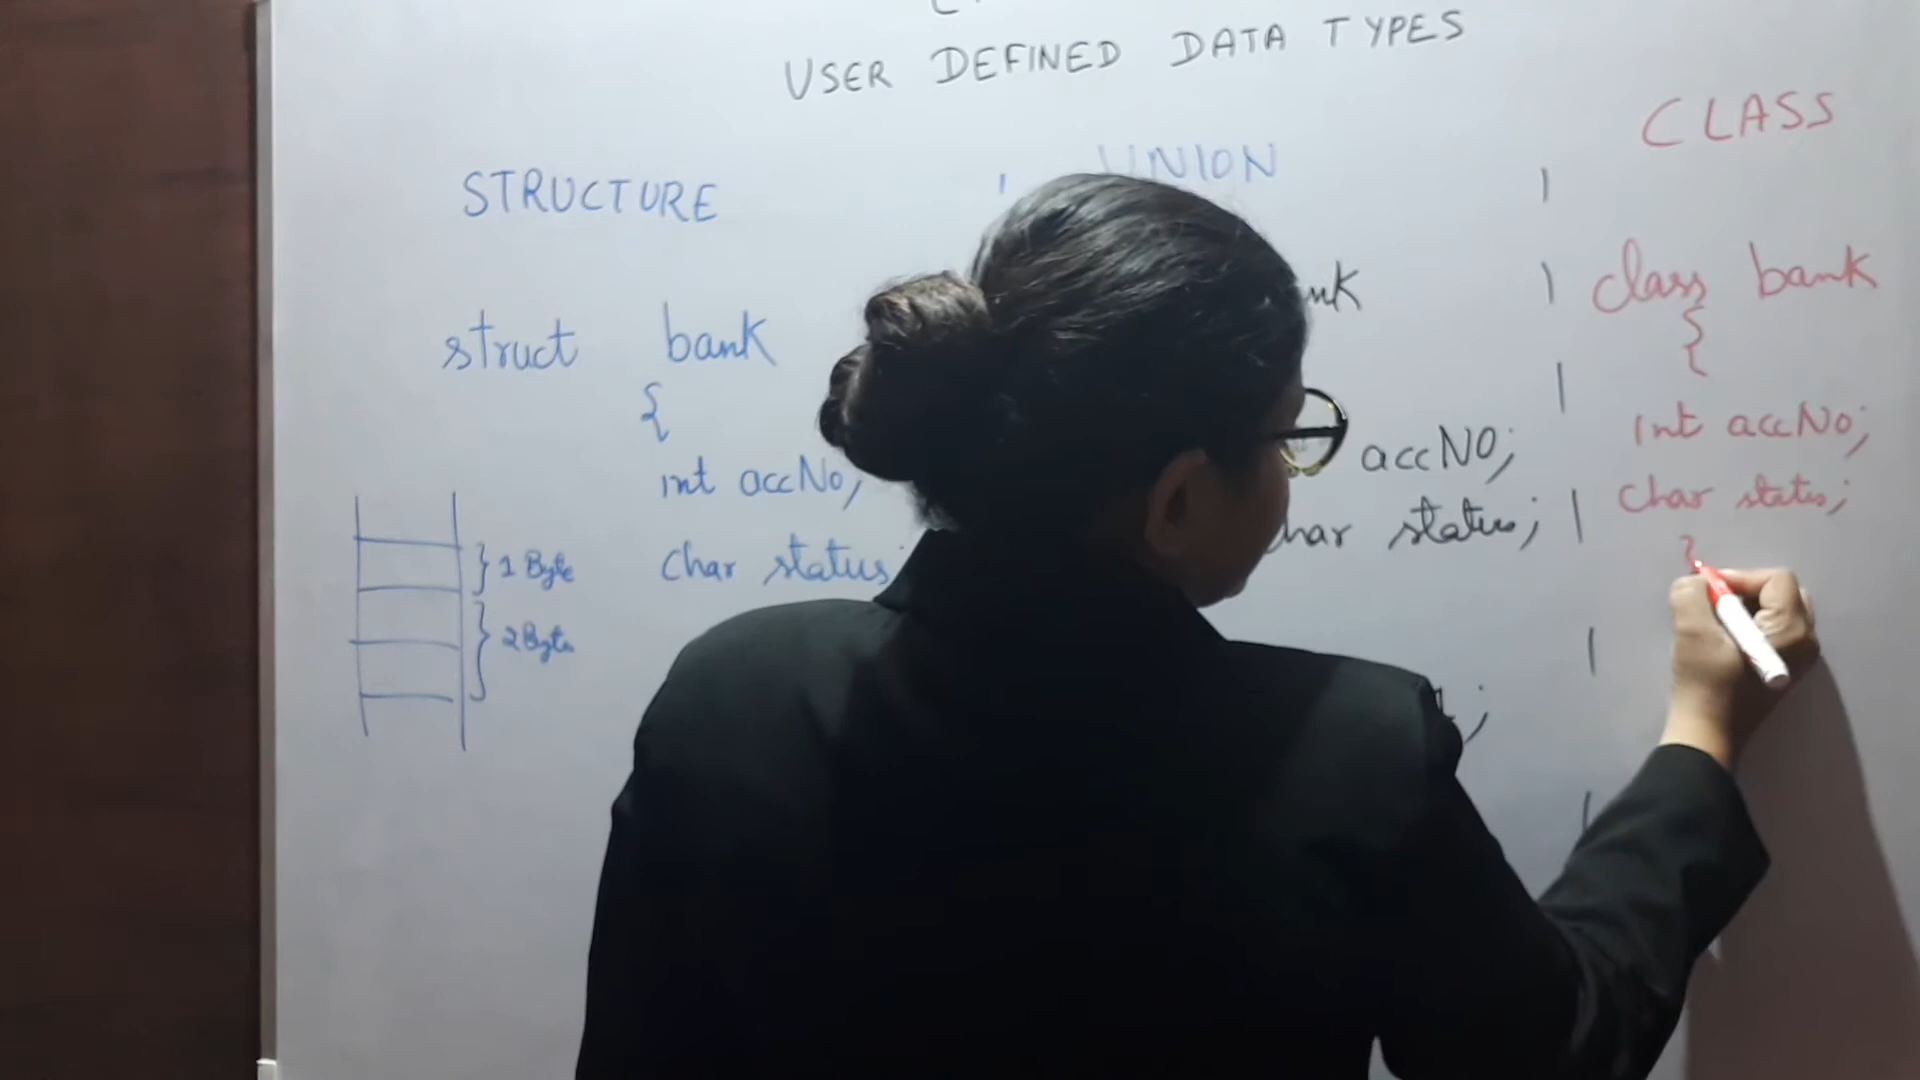 USER DEFINED DATA TYPES
STRUCTURE
struct bank
{
int accNo;
char status
} 1 Byte
} 2 Byte
UNION
accNO;
char status;
CLASS
class bank
{
int accNo;
char status;
}